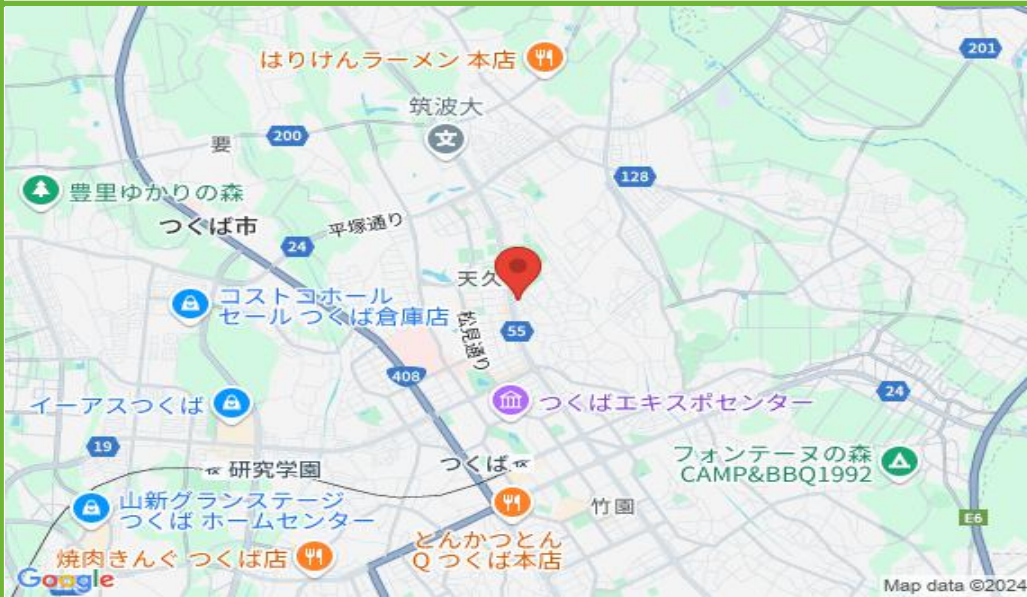 はりけんラーメン 本店
201
筑波大
文
200
要
128
豊里ゆかりの森
つくば市
平塚通り
24
天久
コストコホール
セール つくば倉庫店
松見通り
55
408
24
イーアスつくば
つくばエキスポセンター
19
研究学園
つくば
フォンテーヌの森
CAMP&BBQ1992
山新グランステージ
つくば ホームセンター
竹園
E6
とんかつとん
Q つくば本店
焼肉きんぐ つくば店
Google
Map data ©2024